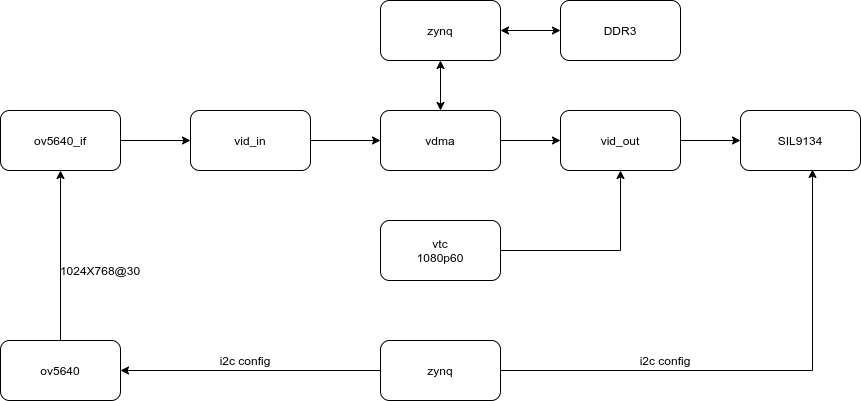 zynq
DDR3
ov5640_if
vid_in
vdma
vid_out
SIL9134
vtc
1080p60
1024X768@30
ov5640
i2c config
zynq
i2c config